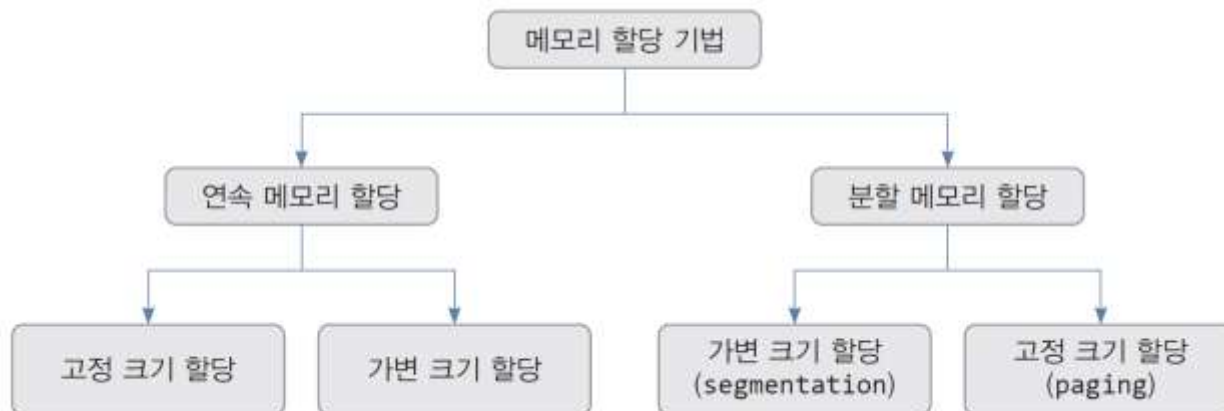 메모리 할당 기법
연속 메모리 할당
분할 메모리 할당
고정 크기 할당
가변 크기 할당
가변 크기 할당
(segmentation)
고정 크기 할당
(paging)